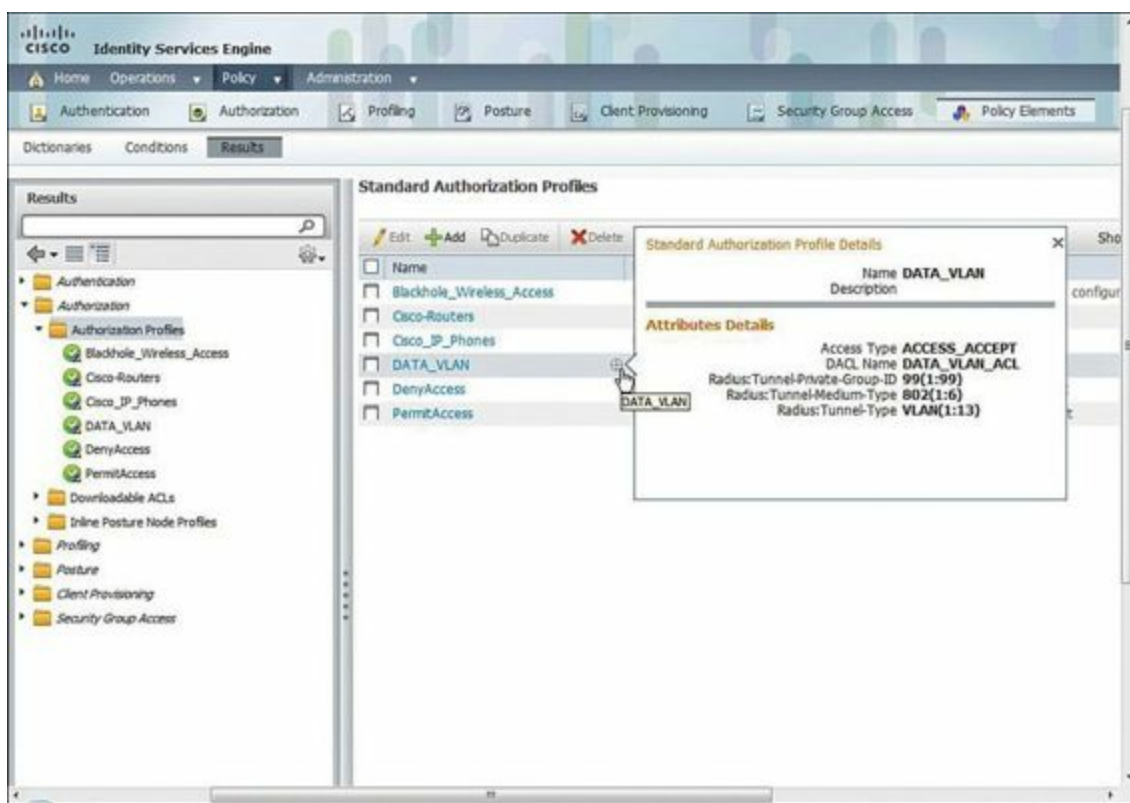 CISCO Identity Services Engine
Home Operations Policy Administration
Authentication Authorization Profiling Posture Client Provisioning Security Group Access Policy Elements
Dictionaries Conditions Results
Results
Authentication
Authorization
Authorization Profiles
Blackhole_Wireless_Access
Cisco-Routers
Cisco_IP_Phones
DATA_VLAN
DenyAccess
PermitAccess
Downloadable ACLs
Inline Posture Node Profiles
Profiling
Posture
Client Provisioning
Security Group Access
Standard Authorization Profiles
Edit Add Duplicate Delete Sho
Name
Blackhole_Wireless_Access configur
Cisco-Routers
Cisco_IP_Phones
DATA_VLAN
DenyAccess
PermitAccess
DATA_VLAN
Standard Authorization Profile Details
Name DATA_VLAN
Description
Attributes Details
Access Type ACCESS_ACCEPT
DACL Name DATA_VLAN_ACL
Radius:Tunnel-Private-Group-ID 99(1:99)
Radius:Tunnel-Medium-Type 802(1:6)
Radius:Tunnel-Type VLAN(1:13)